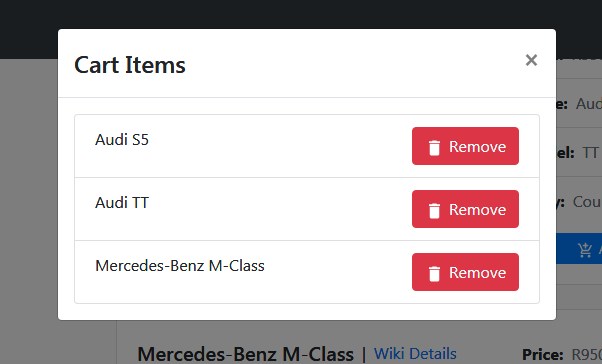 Cart Items ×
Audi S5 Remove
Audi TT Remove
Mercedes-Benz M-Class Remove
e: Aud
el: TT
y: Cou
Mercedes-Benz M-Class | Wiki Details Price: R950